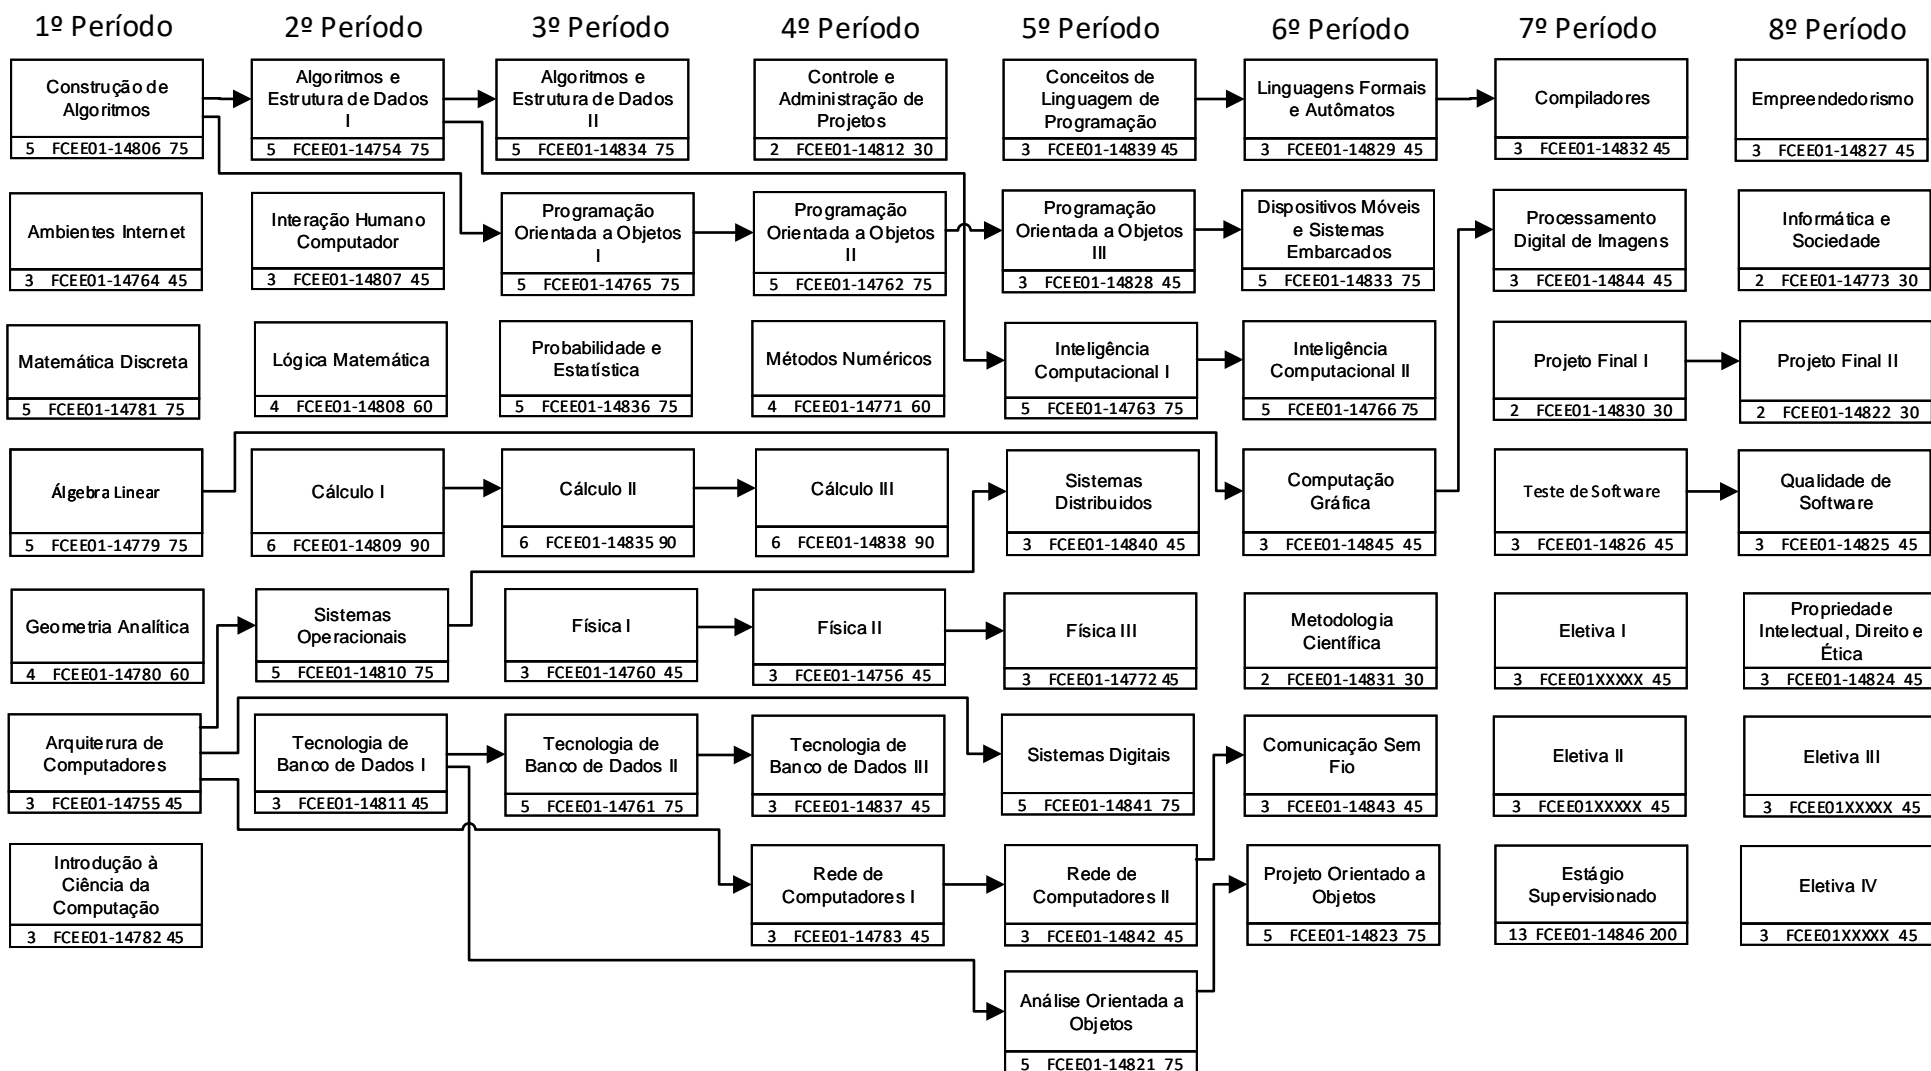 1º Período
2º Período
3º Período
4º Período
5º Período
6º Período
7º Período
8º Período
Construção de
Algoritmos
5 FCEE01-14806 75
Algoritmos e
Estrutura de Dados
I
5 FCEE01-14754 75
Algoritmos e
Estrutura de Dados
II
5 FCEE01-14834 75
Controle e
Administração de
Projetos
2 FCEE01-14812 30
Conceitos de
Linguagem de
Programação
3 FCEE01-14839 45
Linguagens Formais
e Autômatos
3 FCEE01-14829 45
Compiladores
3 FCEE01-14832 45
Empreendedorismo
3 FCEE01-14827 45
Ambientes Internet
3 FCEE01-14764 45
Interação Humano
Computador
3 FCEE01-14807 45
Programação
Orientada a Objetos
I
5 FCEE01-14765 75
Programação
Orientada a Objetos
II
5 FCEE01-14762 75
Programação
Orientada a Objetos
III
3 FCEE01-14828 45
Dispositivos Móveis
e Sistemas
Embarcados
5 FCEE01-14833 75
Processamento
Digital de Imagens
3 FCEE01-14844 45
Informática e
Sociedade
2 FCEE01-14773 30
Matemática Discreta
5 FCEE01-14781 75
Lógica Matemática
4 FCEE01-14808 60
Probabilidade e
Estatística
5 FCEE01-14836 75
Métodos Numéricos
4 FCEE01-14771 60
Inteligência
Computacional I
5 FCEE01-14763 75
Inteligência
Computacional II
5 FCEE01-14766 75
Projeto Final I
2 FCEE01-14830 30
Projeto Final II
2 FCEE01-14822 30
Álgebra Linear
5 FCEE01-14779 75
Cálculo I
6 FCEE01-14809 90
Cálculo II
6 FCEE01-14835 90
Cálculo III
6 FCEE01-14838 90
Sistemas
Distribuidos
3 FCEE01-14840 45
Computação
Gráfica
3 FCEE01-14845 45
Teste de Software
3 FCEE01-14826 45
Qualidade de
Software
3 FCEE01-14825 45
Geometria Analítica
4 FCEE01-14780 60
Sistemas
Operacionais
5 FCEE01-14810 75
Física I
3 FCEE01-14760 45
Física II
3 FCEE01-14756 45
Física III
3 FCEE01-14772 45
Metodologia
Científica
2 FCEE01-14831 30
Eletiva I
3 FCEE01XXXXX 45
Propriedade
Intelectual, Direito e
Ética
3 FCEE01-14824 45
Arquiterura de
Computadores
3 FCEE01-14755 45
Tecnologia de
Banco de Dados I
3 FCEE01-14811 45
Tecnologia de
Banco de Dados II
5 FCEE01-14761 75
Tecnologia de
Banco de Dados III
3 FCEE01-14837 45
Sistemas Digitais
5 FCEE01-14841 75
Comunicação Sem
Fio
3 FCEE01-14843 45
Eletiva II
3 FCEE01XXXXX 45
Eletiva III
3 FCEE01XXXXX 45
Introdução à
Ciência da
Computação
3 FCEE01-14782 45
Rede de
Computadores I
3 FCEE01-14783 45
Rede de
Computadores II
3 FCEE01-14842 45
Projeto Orientado a
Objetos
5 FCEE01-14823 75
Estágio
Supervisionado
13 FCEE01-14846 200
Eletiva IV
3 FCEE01XXXXX 45
Análise Orientada a
Objetos
5 FCEE01-14821 75